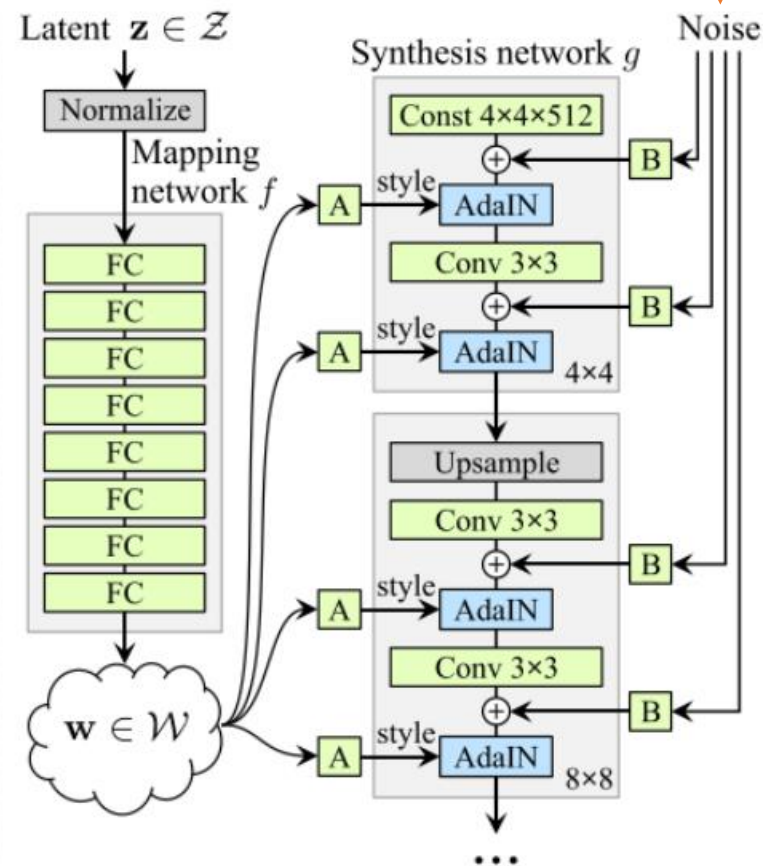 Latent z ∈ Z
Normalize
Mapping
network f
FC
FC
FC
FC
FC
FC
FC
FC
w ∈ W
Noise
Synthesis network g
Const 4×4×512
B
A
style
AdaIN
Conv 3×3
B
A
style
AdaIN
4×4
Upsample
Conv 3×3
B
A
style
AdaIN
Conv 3×3
B
A
style
AdaIN
8×8
...